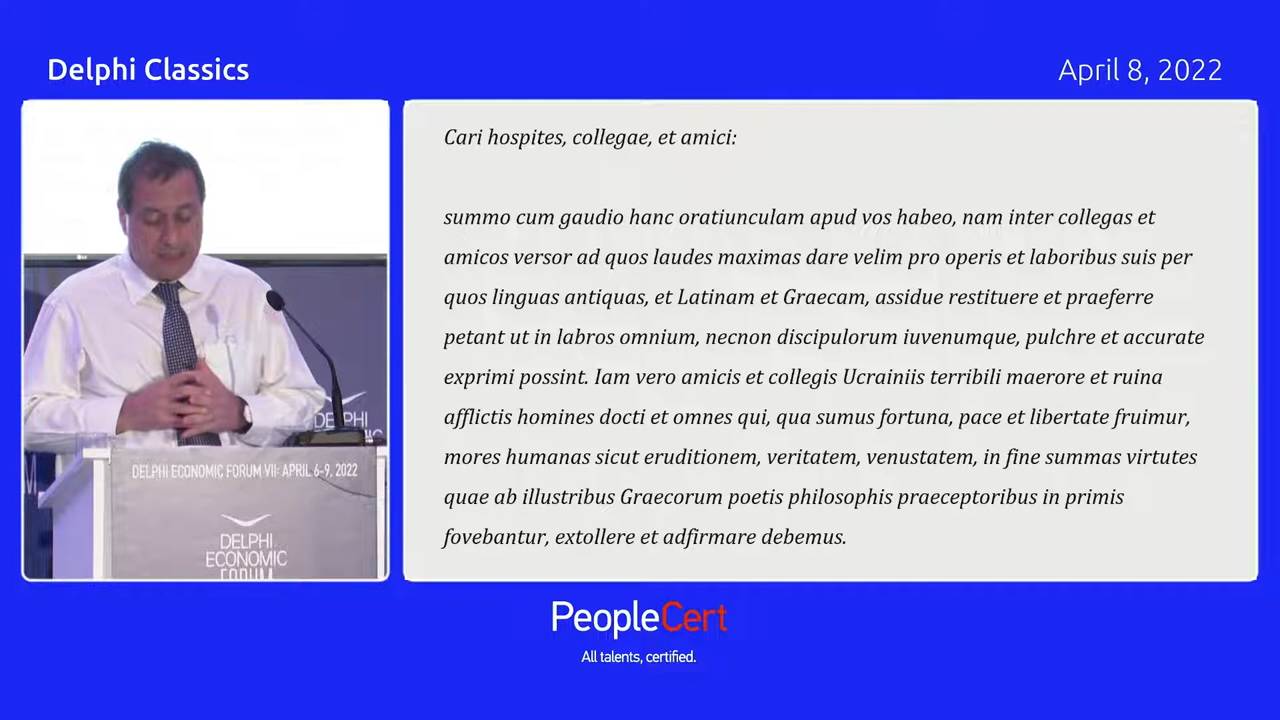 Delphi Classics
April 8, 2022
Cari hospites, collegae, et amici:
summo cum gaudio hanc oratiunculam apud vos habeo, nam inter collegas et
amicos versor ad quos laudes maximas dare velim pro operis et laboribus suis per
quos linguas antiquas, et Latinam et Graecam, assidue restituere et praeferre
petant ut in labros omnium, necnon discipulorum iuvenumque, pulchre et accurate
exprimi possint. Iam vero amicis et collegis Ucrainiis terribili maerore et ruina
afflictis homines docti et omnes qui, qua sumus fortuna, pace et libertate fruimur,
mores humanas sicut eruditionem, veritatem, venustatem, in fine summas virtutes
quae ab illustribus Graecorum poetis philosophis praeceptoribus in primis
fovebantur, extollere et adfirmare debemus.
DELPHI ECONOMIC FORUM VII: APRIL 6-9, 2022
DELPHI
ECONOMIC
FORUM
PeopleCert
All talents, certified.